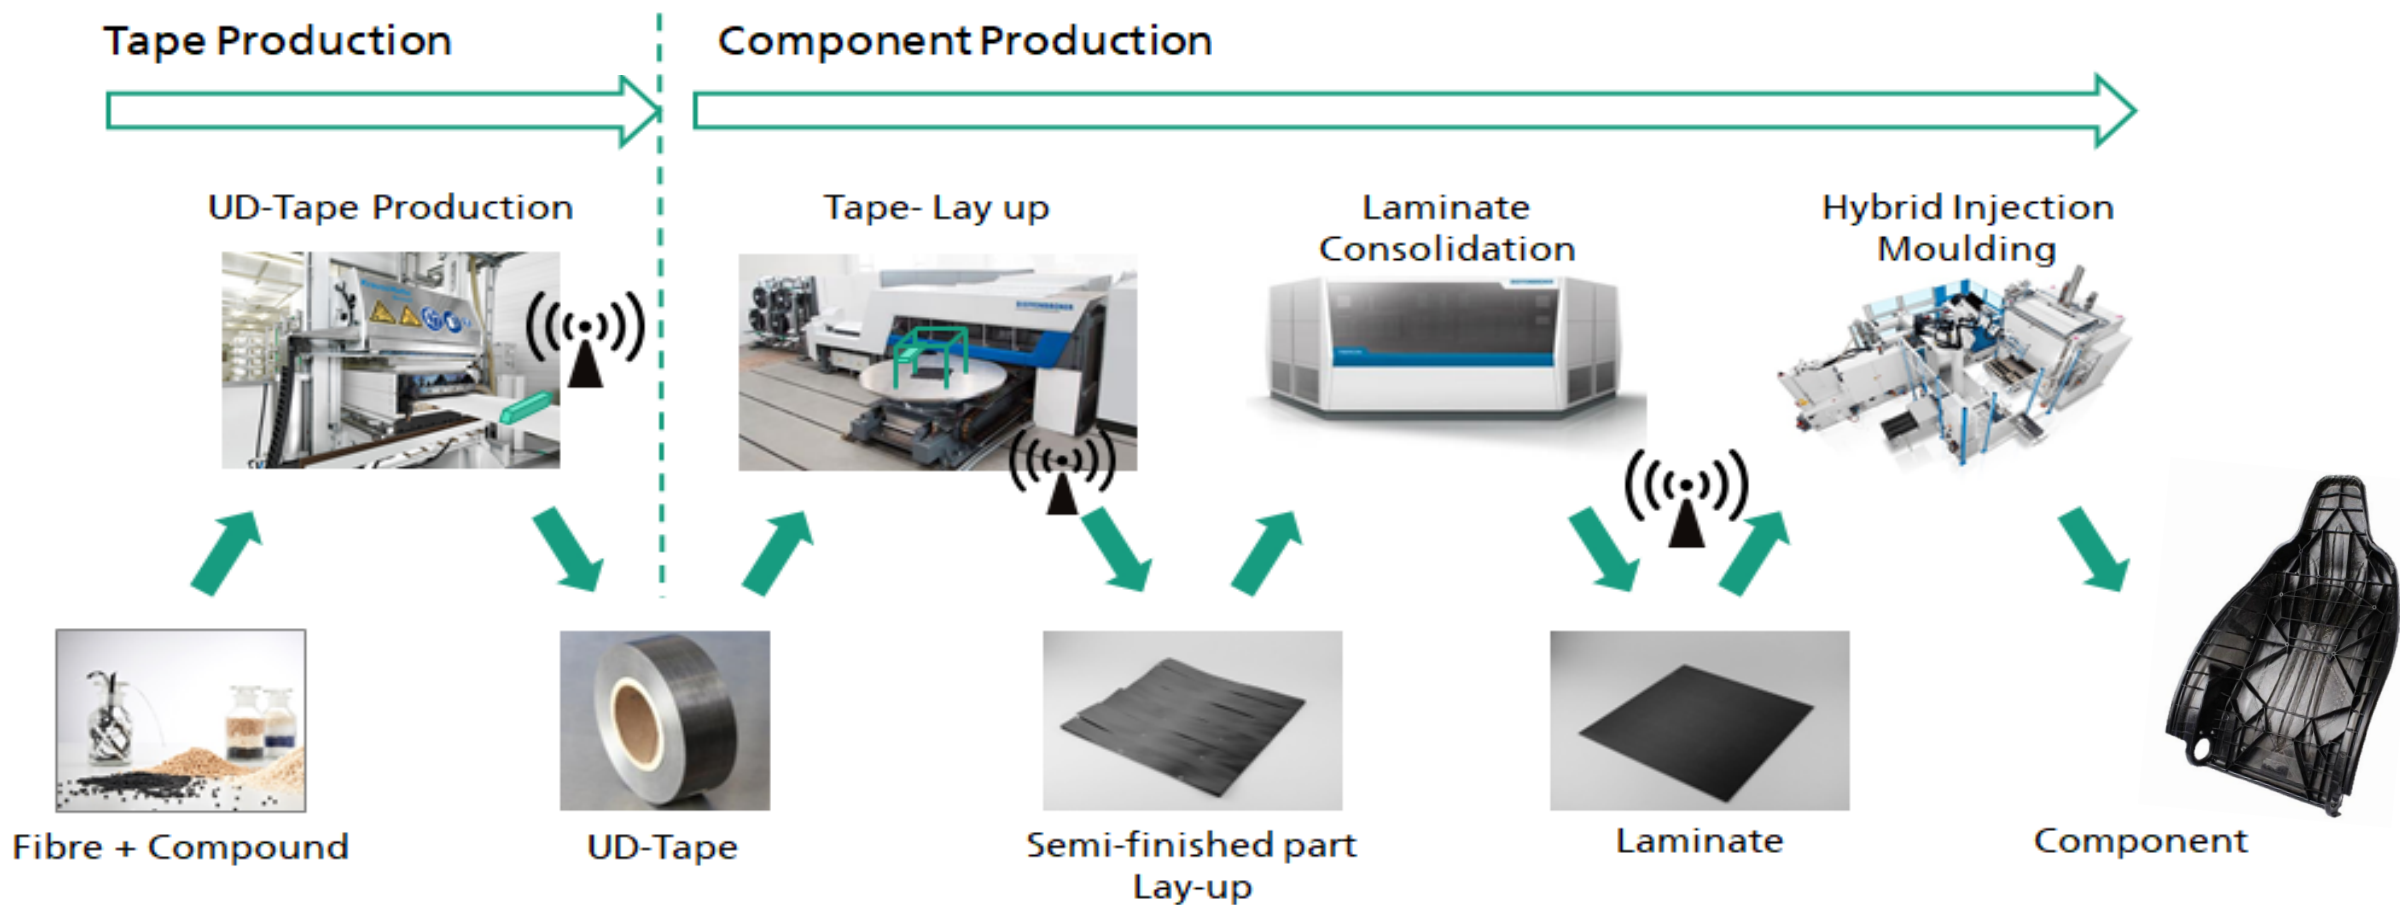 Tape Production
Component Production
UD-Tape Production
Tape- Lay up
Laminate
Consolidation
Hybrid Injection
Moulding
DIEFFENBACHER
Fibre + Compound
UD-Tape
Semi-finished part
Lay-up
Laminate
Component